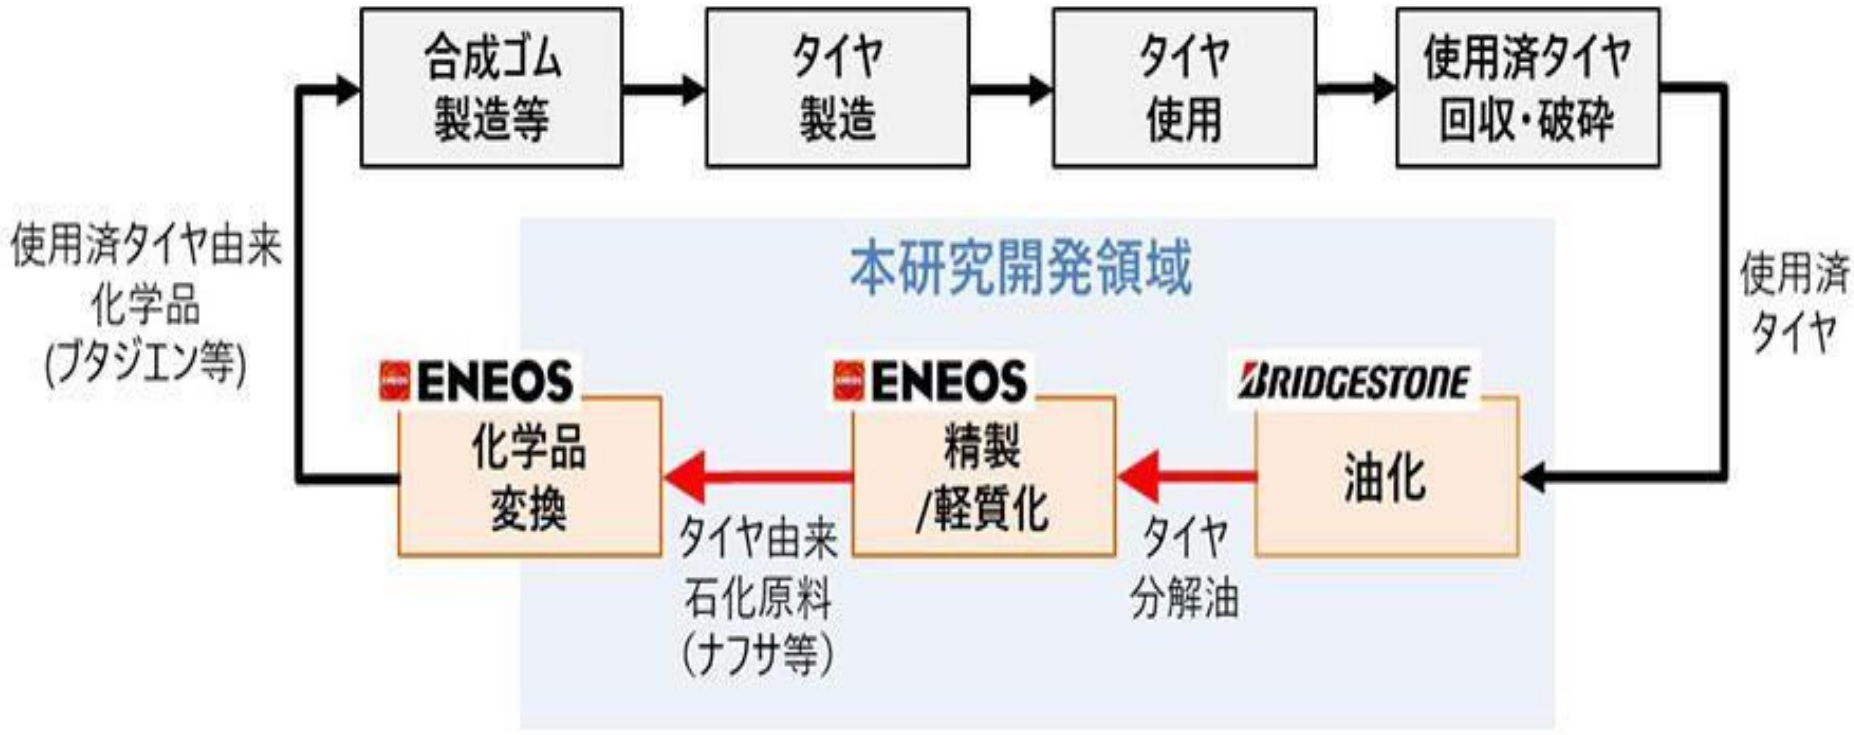 合成ゴム
製造等
タイヤ
製造
タイヤ
使用
使用済タイヤ
回収・破砕
使用済タイヤ由来
化学品
(ブタジエン等)
本研究開発領域
使用済
タイヤ
ENEOS
化学品
変換
ENEOS
精製
/軽質化
BRIDGESTONE
油化
タイヤ由来
石化原料
(ナフサ等)
タイヤ
分解油